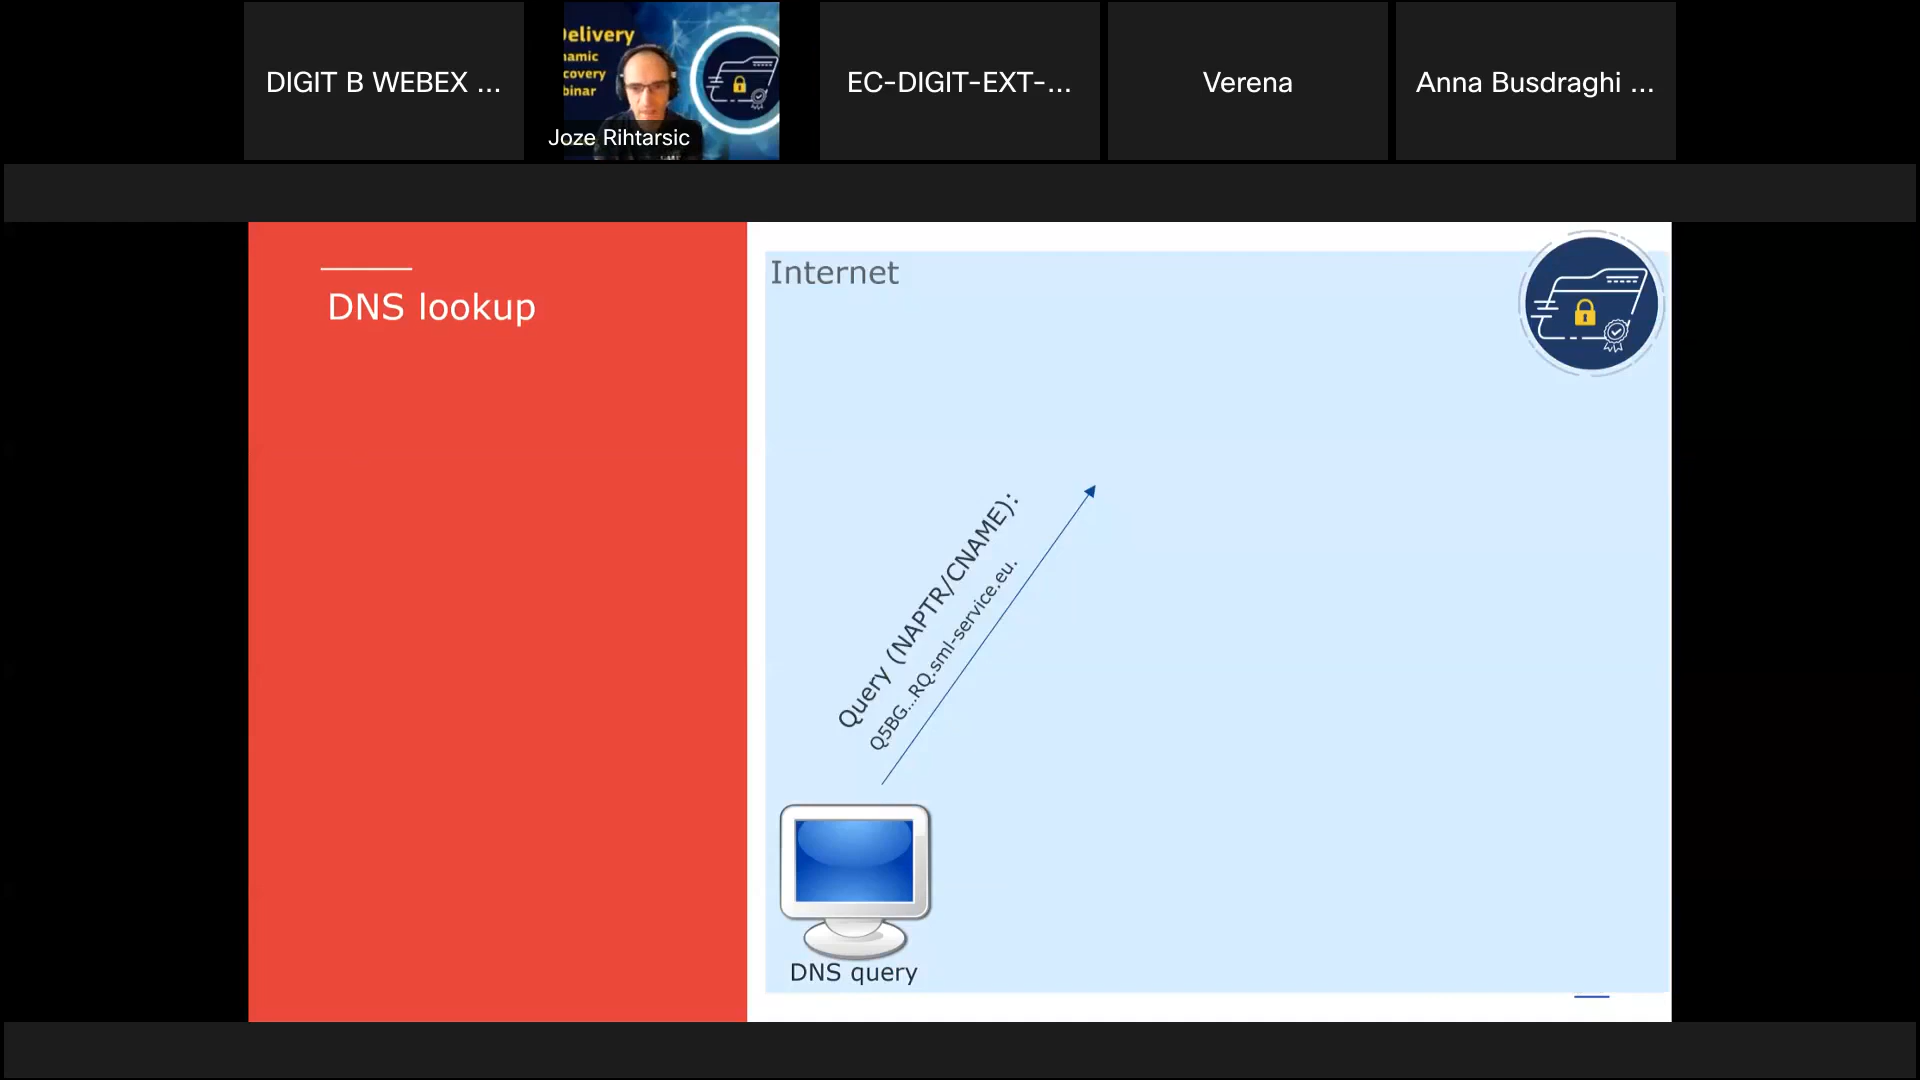 DIGIT B WEBEX ...
Delivery
namic
covery
binar
Joze Rihtarsic
EC-DIGIT-EXT-...
Verena
Anna Busdraghi ...
DNS lookup
Internet
Query (NAPTR/CNAME):
Q5BG...RQ.sml-service.eu.
DNS query